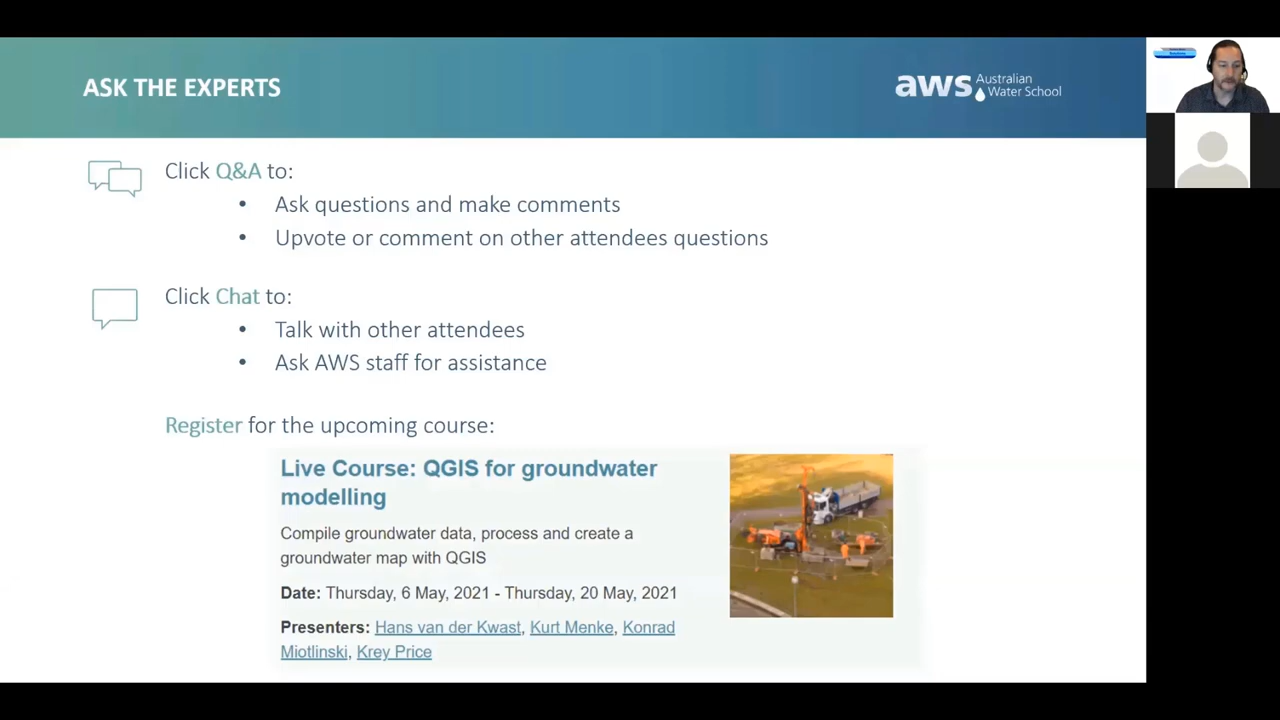 ASK THE EXPERTS
aws Australian
Water School
Click Q&A to:
• Ask questions and make comments
• Upvote or comment on other attendees questions
Click Chat to:
• Talk with other attendees
• Ask AWS staff for assistance
Register for the upcoming course:
Live Course: QGIS for groundwater
modelling
Compile groundwater data, process and create a
groundwater map with QGIS
Date: Thursday, 6 May, 2021 - Thursday, 20 May, 2021
Presenters: Hans van der Kwast, Kurt Menke, Konrad
Miotlinski, Krey Price